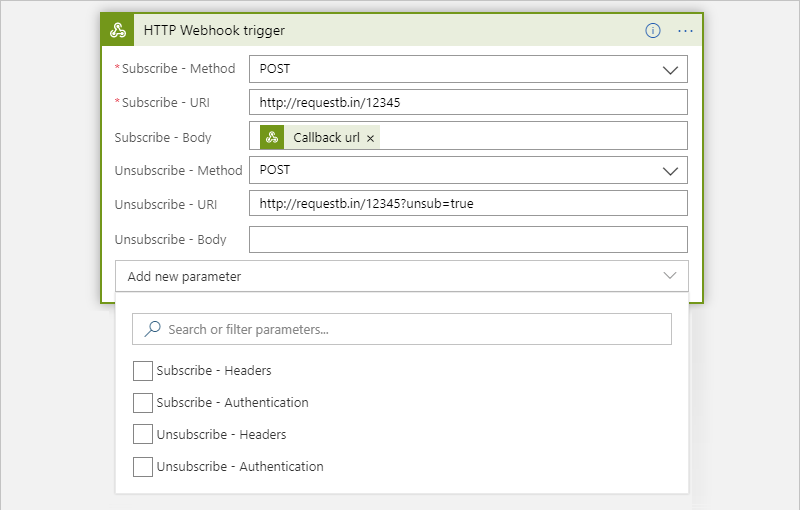 HTTP Webhook trigger
* Subscribe - Method POST
* Subscribe - URI http://requestb.in/12345
Subscribe - Body Callback url ×
Unsubscribe - Method POST
Unsubscribe - URI http://requestb.in/12345?unsub=true
Unsubscribe - Body
Add new parameter
Search or filter parameters...
Subscribe - Headers
Subscribe - Authentication
Unsubscribe - Headers
Unsubscribe - Authentication